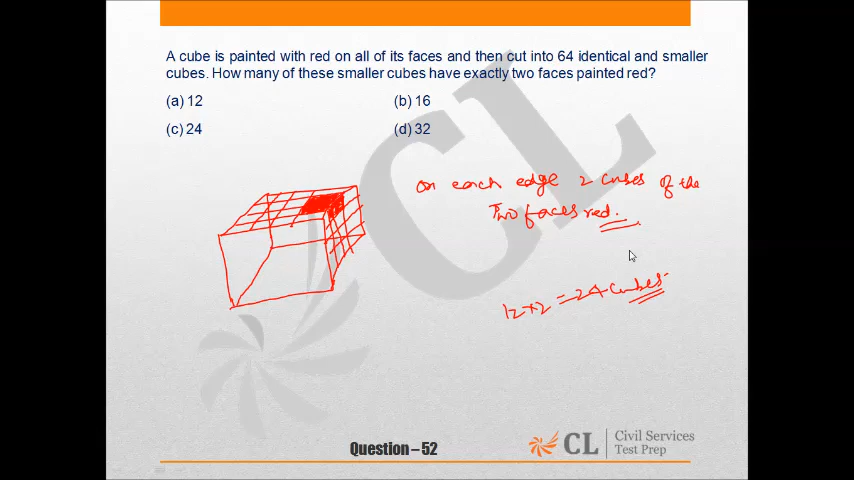 A cube is painted with red on all of its faces and then cut into 64 identical and smaller
cubes. How many of these smaller cubes have exactly two faces painted red?
(a) 12 (b) 16
(c) 24 (d) 32
on each edge 2 cubes of the
two faces red.
12×2 = 24 cubes
Question – 52
CL Civil Services
Test Prep
CL